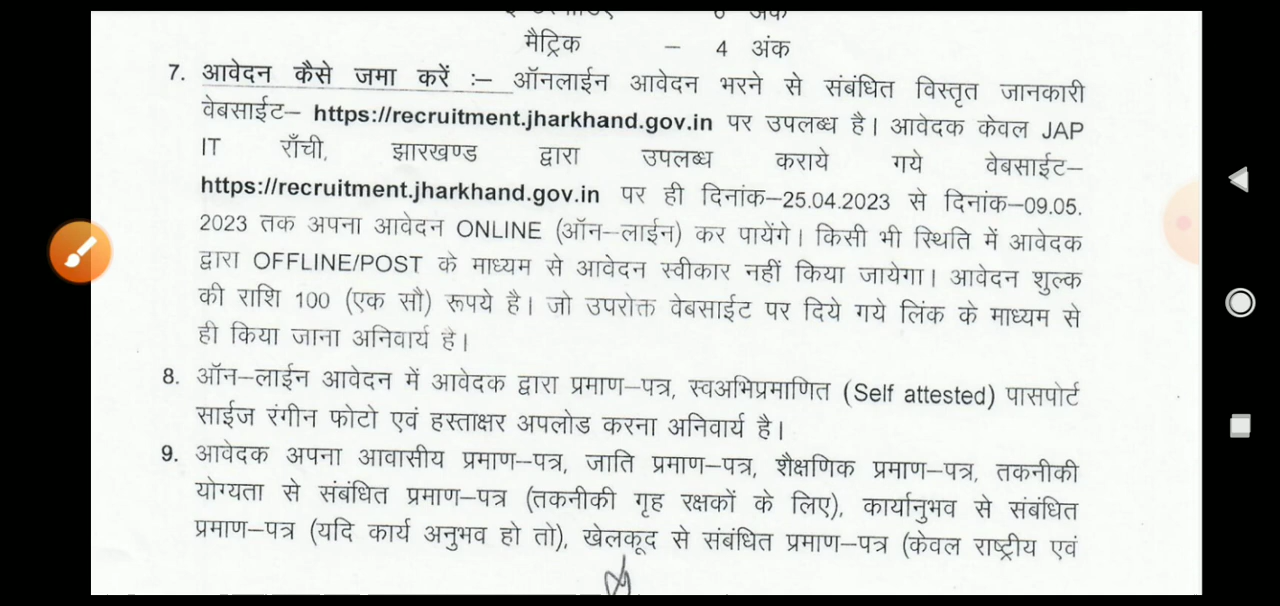 मैट्रिक – 4 अंक
7. आवेदन कैसे जमा करें :– ऑनलाईन आवेदन भरने से संबंधित विस्तृत जानकारी
वेबसाईट– https://recruitment.jharkhand.gov.in पर उपलब्ध है। आवेदक केवल JAP
IT राँची, झारखण्ड द्वारा उपलब्ध कराये गये वेबसाईट–
https://recruitment.jharkhand.gov.in पर ही दिनांक–25.04.2023 से दिनांक–09.05.
2023 तक अपना आवेदन ONLINE (ऑन–लाईन) कर पायेंगे। किसी भी स्थिति में आवेदक
द्वारा OFFLINE/POST के माध्यम से आवेदन स्वीकार नहीं किया जायेगा। आवेदन शुल्क
की राशि 100 (एक सौ) रूपये है। जो उपरोक्त वेबसाईट पर दिये गये लिंक के माध्यम से
ही किया जाना अनिवार्य है।
8. ऑन–लाईन आवेदन में आवेदक द्वारा प्रमाण–पत्र, स्वअभिप्रमाणित (Self attested) पासपोर्ट
साईज रंगीन फोटो एवं हस्ताक्षर अपलोड करना अनिवार्य है।
9. आवेदक अपना आवासीय प्रमाण–पत्र, जाति प्रमाण–पत्र, शैक्षणिक प्रमाण–पत्र, तकनीकी
योग्यता से संबंधित प्रमाण–पत्र (तकनीकी गृह रक्षकों के लिए), कार्यानुभव से संबंधित
प्रमाण–पत्र (यदि कार्य अनुभव हो तो), खेलकूद से संबंधित प्रमाण–पत्र (केवल राष्ट्रीय एवं